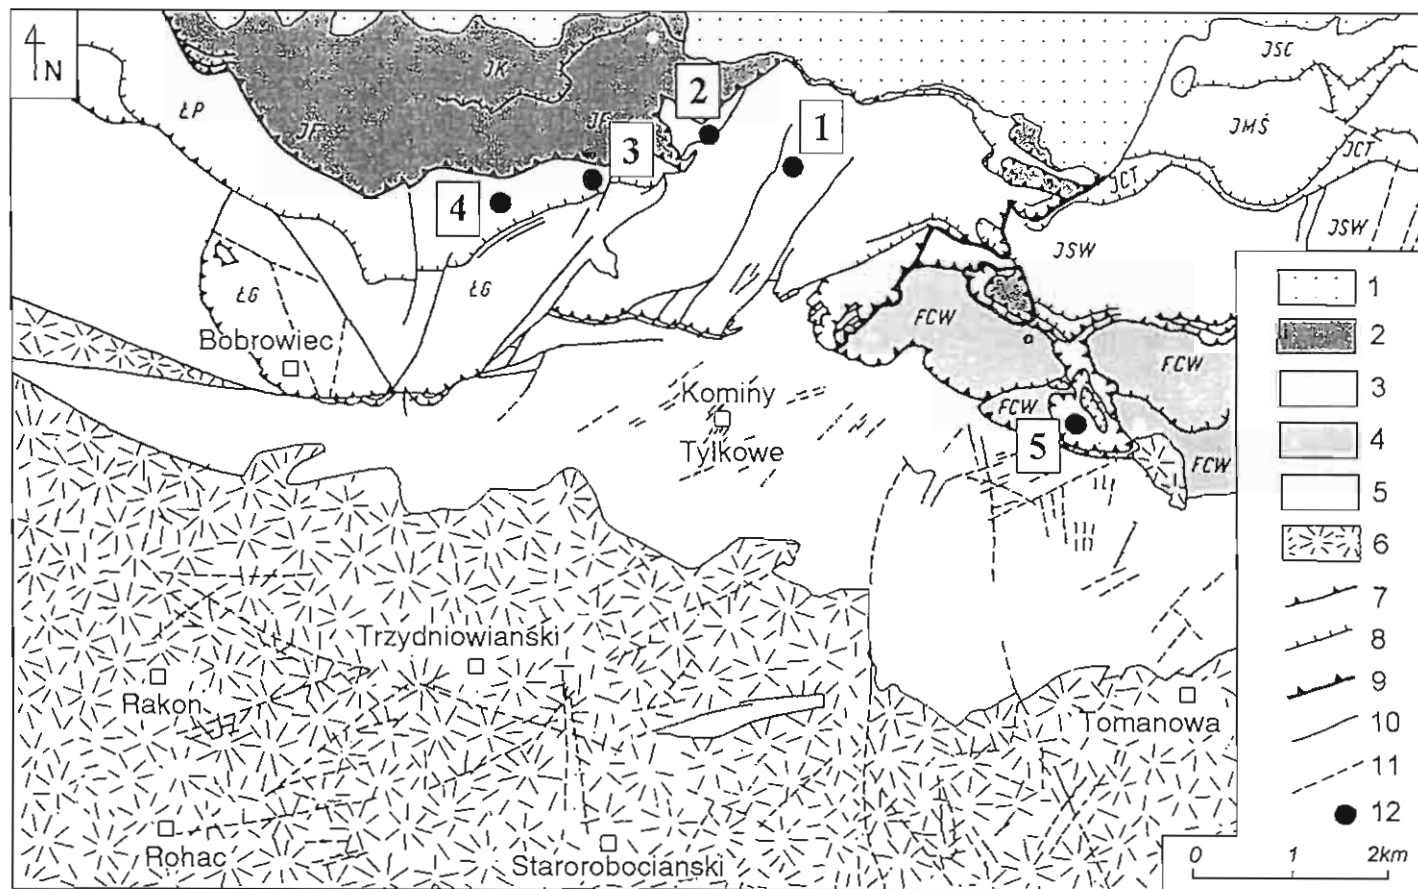 N
JSC
JK
2
ŁP
1
JMŚ
JF
JF
JCT
3
JCT
4
JSW
JSW
ŁG
ŁG
1
FCW
2
Bobrowiec
FCW
3
Kominy
Tylkowe
FCW
4
5
FCW
5
6
7
Trzydniowiański
8
Rakon
9
Tomanowa
10
11
12
Rohac
Starorobociański
0 1 2km